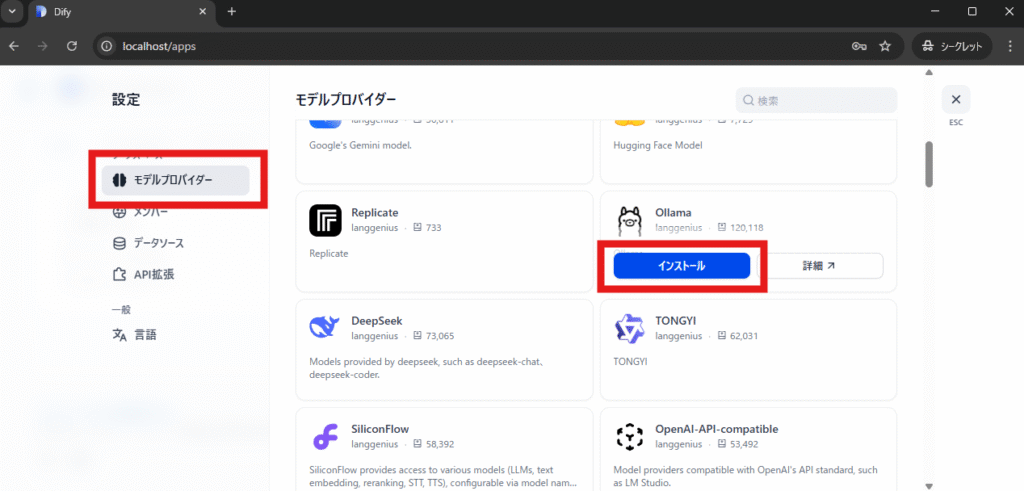 Dify
localhost/apps
シークレット
設定
モデルプロバイダー
検索
ESC
モデルプロバイダー
メンバー
データソース
API拡張
一般
言語
langgenius
Google's Gemini model.
langgenius
Hugging Face Model
Replicate
langgenius · 733
Replicate
Ollama
langgenius · 120,118
インストール
詳細
DeepSeek
langgenius · 73,065
Models provided by deepseek, such as deepseek-chat、
deepseek-coder.
TONGYI
langgenius · 62,031
TONGYI
SiliconFlow
langgenius · 58,392
SiliconFlow provides access to various models (LLMs, text
embedding, reranking, STT, TTS), configurable via model nam...
OpenAI-API-compatible
langgenius · 53,492
Model providers compatible with OpenAI's API standard, such
as LM Studio.